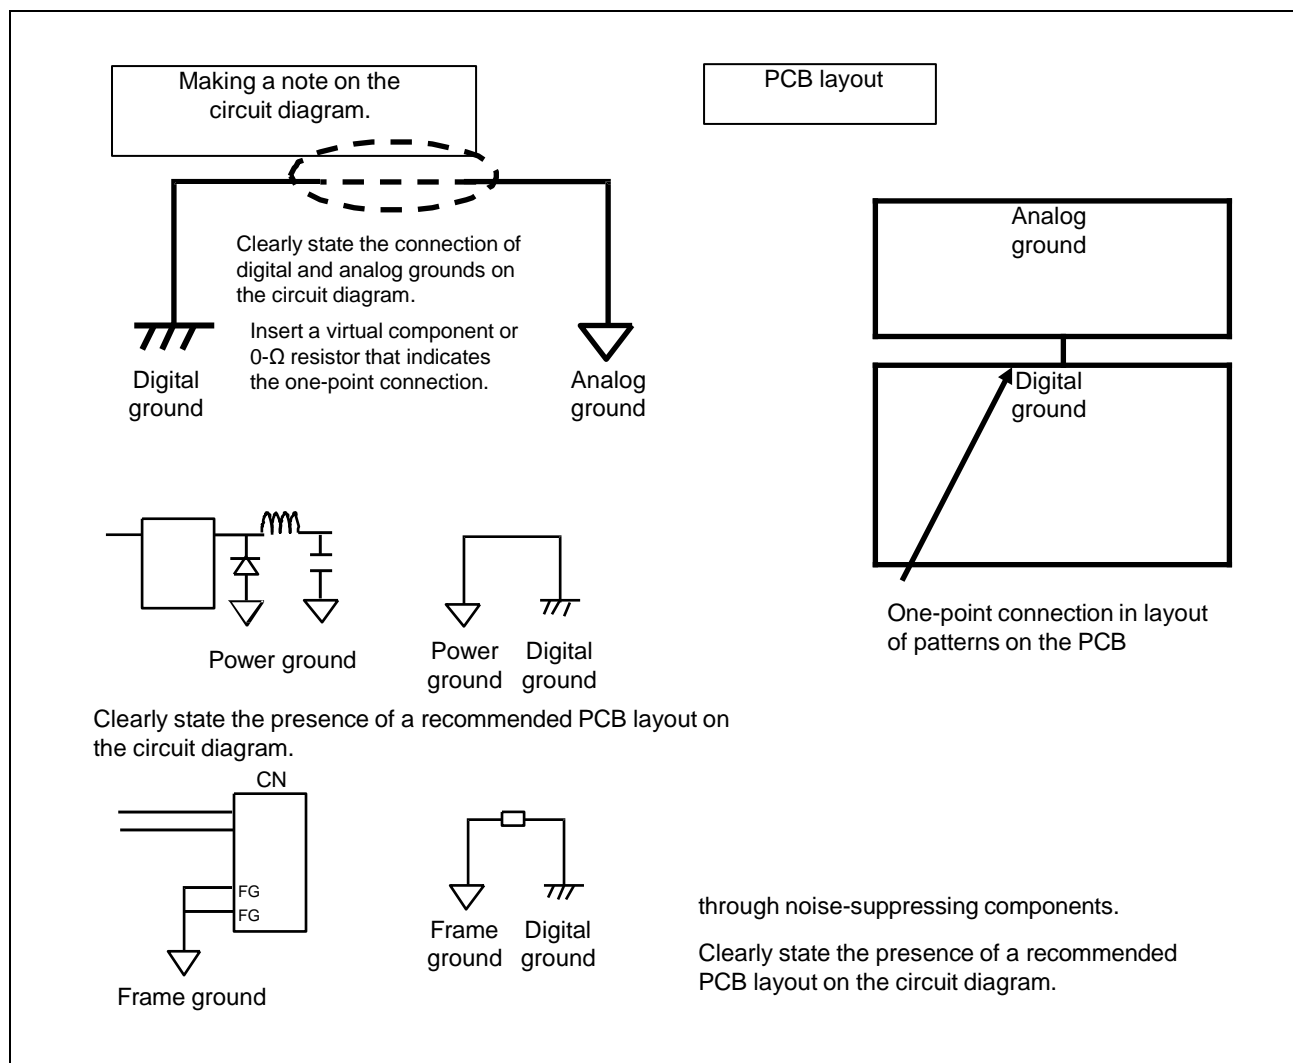 Making a note on the
circuit diagram.
PCB layout
Clearly state the connection of
digital and analog grounds on
the circuit diagram.
Insert a virtual component or
0-Ω resistor that indicates
the one-point connection.
Digital
ground
Analog
ground
Analog
ground
Digital
ground
One-point connection in layout
of patterns on the PCB
Power ground
Power
ground
Digital
ground
Clearly state the presence of a recommended PCB layout on
the circuit diagram.
CN
FG
FG
Frame ground
Frame
ground
Digital
ground
through noise-suppressing components.
Clearly state the presence of a recommended
PCB layout on the circuit diagram.